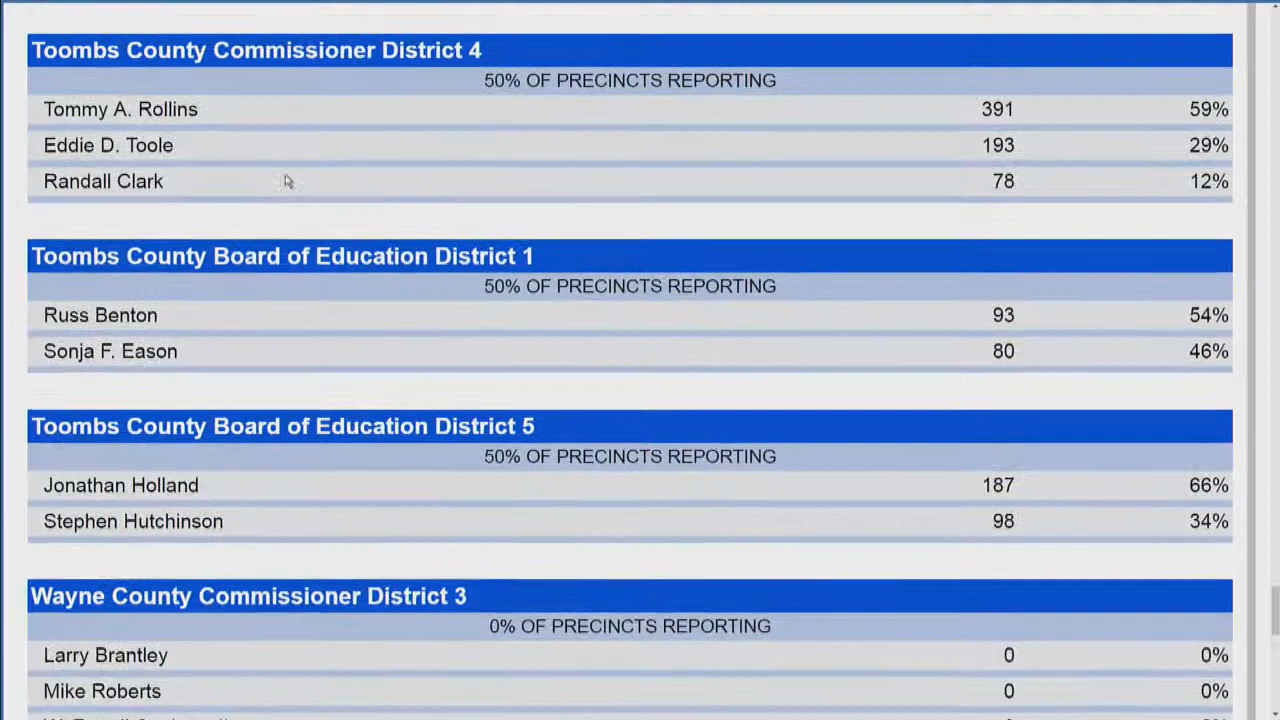 Toombs County Commissioner District 4
50% OF PRECINCTS REPORTING
Tommy A. Rollins 391 59%
Eddie D. Toole 193 29%
Randall Clark 78 12%
Toombs County Board of Education District 1
50% OF PRECINCTS REPORTING
Russ Benton 93 54%
Sonja F. Eason 80 46%
Toombs County Board of Education District 5
50% OF PRECINCTS REPORTING
Jonathan Holland 187 66%
Stephen Hutchinson 98 34%
Wayne County Commissioner District 3
0% OF PRECINCTS REPORTING
Larry Brantley 0 0%
Mike Roberts 0 0%